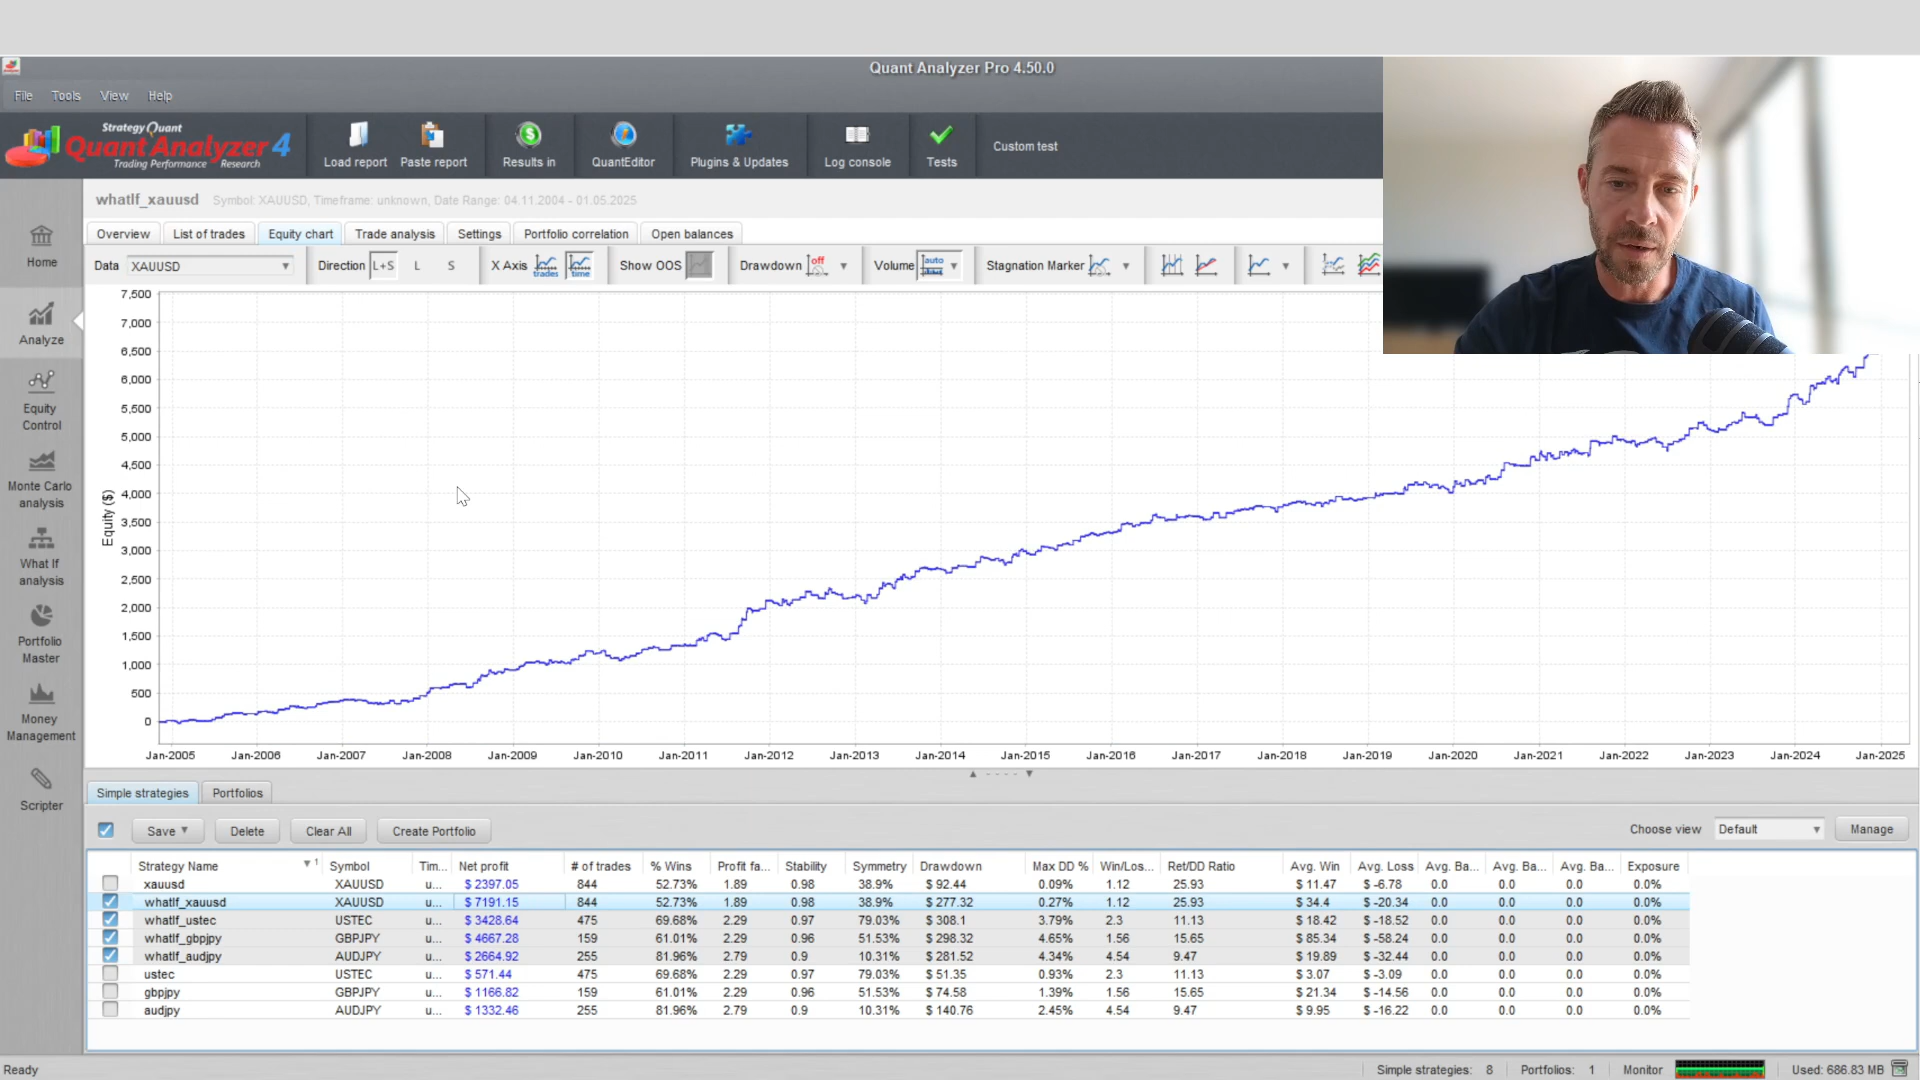 Quant Analyzer Pro 4.50.0
File Tools View Help
StrategyQuant
QuantAnalyzer 4
Trading Performance Research
Load report Paste report Results in QuantEditor Plugins & Updates Log console Tests Custom test
whatIf_xauusd Symbol: XAUUSD, Timeframe: unknown, Date Range: 04.11.2004 - 01.05.2025
Overview List of trades Equity chart Trade analysis Settings Portfolio correlation Open balances
Data XAUUSD Direction L+S L S X Axis trades time Show OOS Drawdown off Volume auto Stagnation Marker
Home
Analyze
Equity Control
Monte Carlo analysis
What If analysis
Portfolio Master
Money Management
Scripter
Equity ($)
7,500
7,000
6,500
6,000
5,500
5,000
4,500
4,000
3,500
3,000
2,500
2,000
1,500
1,000
500
0
Jan-2005 Jan-2006 Jan-2007 Jan-2008 Jan-2009 Jan-2010 Jan-2011 Jan-2012 Jan-2013 Jan-2014 Jan-2015 Jan-2016 Jan-2017 Jan-2018 Jan-2019 Jan-2020 Jan-2021 Jan-2022 Jan-2023 Jan-2024 Jan-2025
Simple strategies Portfolios
Save Delete Clear All Create Portfolio Choose view Default Manage
Strategy Name 1 Symbol Tim... Net profit # of trades % Wins Profit fa... Stability Symmetry Drawdown Max DD % Win/Los... Ret/DD Ratio Avg. Win Avg. Loss Avg. Ba... Avg. Ba... Avg. Ba... Exposure
xauusd XAUUSD u... $ 2397.05 844 52.73% 1.89 0.98 38.9% $ 92.44 0.09% 1.12 25.93 $ 11.47 $ -6.78 0.0 0.0 0.0 0.0%
whatIf_xauusd XAUUSD u... $ 7191.15 844 52.73% 1.89 0.98 38.9% $ 277.32 0.27% 1.12 25.93 $ 34.4 $ -20.34 0.0 0.0 0.0 0.0%
whatIf_ustec USTEC u... $ 3428.64 475 69.68% 2.29 0.97 79.03% $ 308.1 3.79% 2.3 11.13 $ 18.42 $ -18.52 0.0 0.0 0.0 0.0%
whatIf_gbpjpy GBPJPY u... $ 4667.28 159 61.01% 2.29 0.96 51.53% $ 298.32 4.65% 1.56 15.65 $ 85.34 $ -58.24 0.0 0.0 0.0 0.0%
whatIf_audjpy AUDJPY u... $ 2664.92 255 81.96% 2.79 0.9 10.31% $ 281.52 4.34% 4.54 9.47 $ 19.89 $ -32.44 0.0 0.0 0.0 0.0%
ustec USTEC u... $ 571.44 475 69.68% 2.29 0.97 79.03% $ 51.35 0.93% 2.3 11.13 $ 3.07 $ -3.09 0.0 0.0 0.0 0.0%
gbpjpy GBPJPY u... $ 1166.82 159 61.01% 2.29 0.96 51.53% $ 74.58 1.39% 1.56 15.65 $ 21.34 $ -14.56 0.0 0.0 0.0 0.0%
audjpy AUDJPY u... $ 1332.46 255 81.96% 2.79 0.9 10.31% $ 140.76 2.45% 4.54 9.47 $ 9.95 $ -16.22 0.0 0.0 0.0 0.0%
Ready Simple strategies: 8 Portfolios: 1 Monitor Used: 686.83 MB